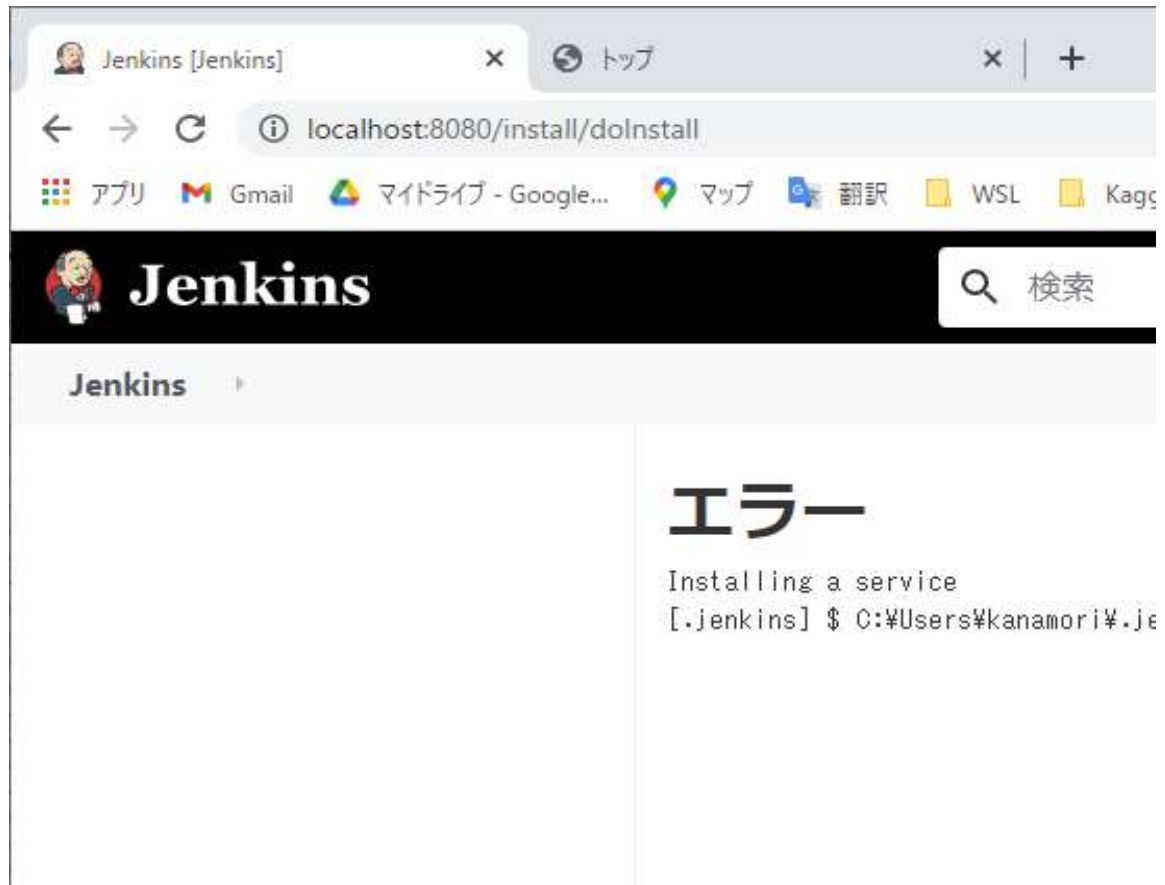 Jenkins [Jenkins]
トップ
localhost:8080/install/doInstall
アプリ Gmail マイドライブ - Google... マップ 翻訳 WSL Kagg
Jenkins
検索
Jenkins
エラー
Installing a service
[.jenkins] $ C:¥Users¥kanamori¥.je